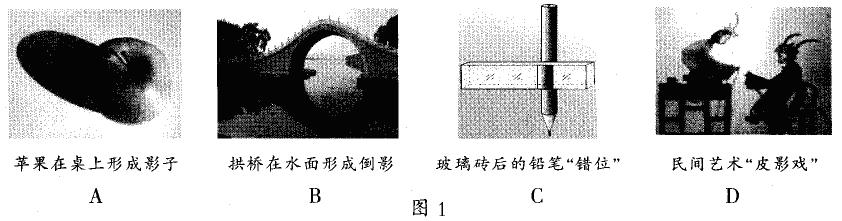 苹果在桌上形成影子
拱桥在水面形成倒影
玻璃砖后的铅笔“错位”
民间艺术“皮影戏”
A
B
C
D
图 1